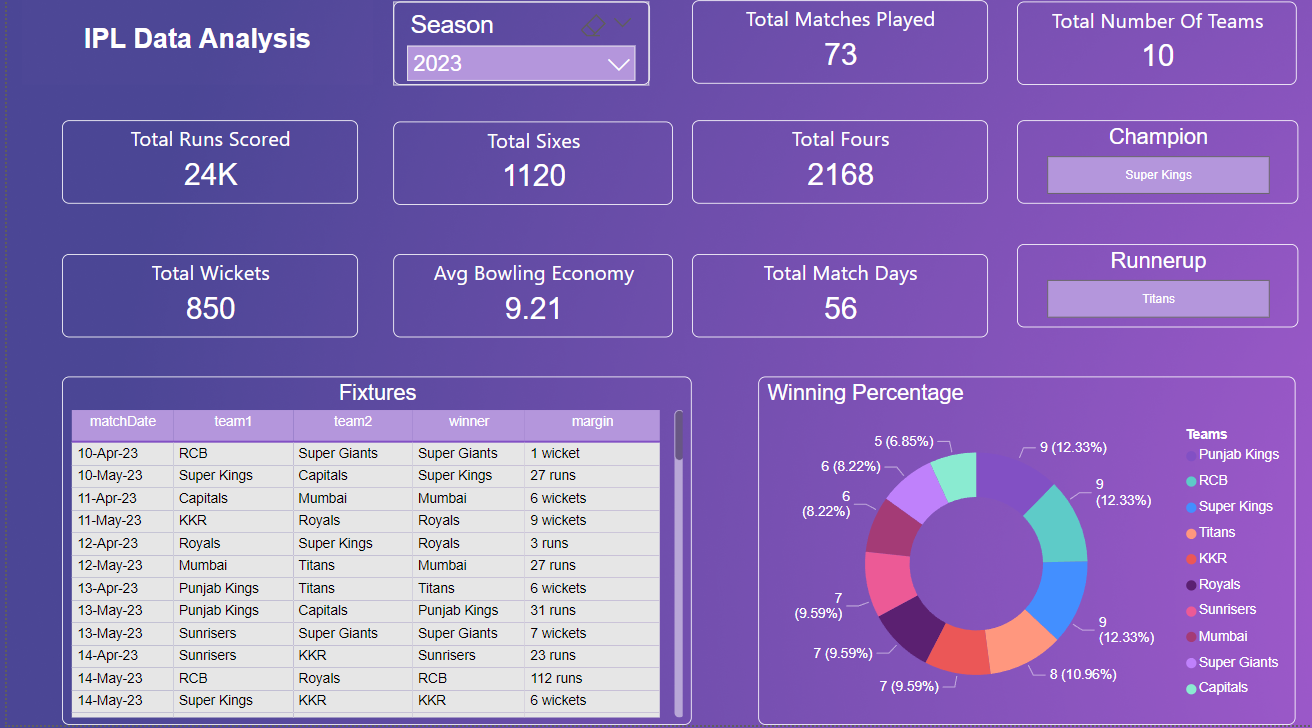 IPL Data Analysis
Season
2023
Total Matches Played
73
Total Number Of Teams
10
Total Runs Scored
24K
Total Sixes
1120
Total Fours
2168
Champion
Super Kings
Total Wickets
850
Avg Bowling Economy
9.21
Total Match Days
56
Runnerup
Titans
Fixtures
matchDate team1 team2 winner margin
10-Apr-23 RCB Super Giants Super Giants 1 wicket
10-May-23 Super Kings Capitals Super Kings 27 runs
11-Apr-23 Capitals Mumbai Mumbai 6 wickets
11-May-23 KKR Royals Royals 9 wickets
12-Apr-23 Royals Super Kings Royals 3 runs
12-May-23 Mumbai Titans Mumbai 27 runs
13-Apr-23 Punjab Kings Titans Titans 6 wickets
13-May-23 Punjab Kings Capitals Punjab Kings 31 runs
13-May-23 Sunrisers Super Giants Super Giants 7 wickets
14-Apr-23 Sunrisers KKR Sunrisers 23 runs
14-May-23 RCB Royals RCB 112 runs
14-May-23 Super Kings KKR KKR 6 wickets
Winning Percentage
9 (12.33%)
9
(12.33%)
9
(12.33%)
8 (10.96%)
7 (9.59%)
7 (9.59%)
7
(9.59%)
6
(8.22%)
6 (8.22%)
5 (6.85%)
Teams
Punjab Kings
RCB
Super Kings
Titans
KKR
Royals
Sunrisers
Mumbai
Super Giants
Capitals